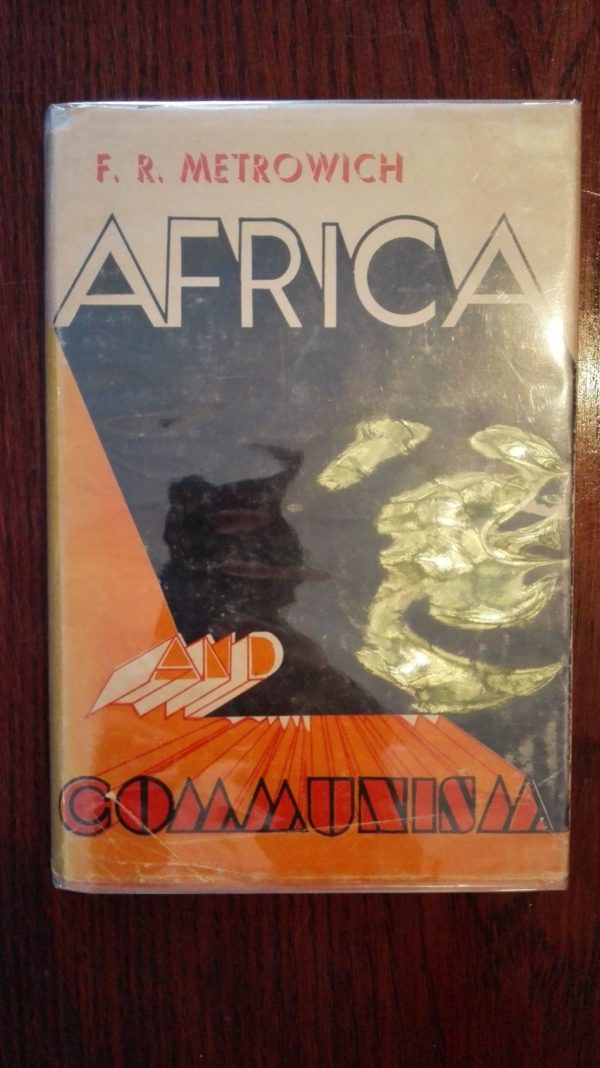 F. R. METROWICH
AFRICA
AND
COMMUNISM